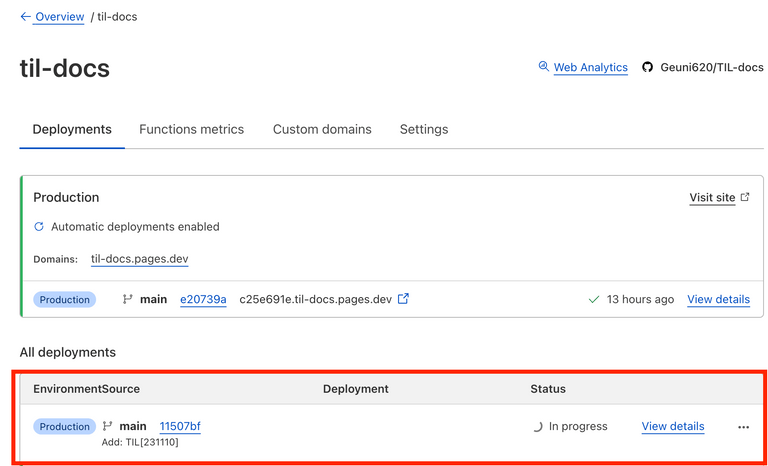 ← Overview / til-docs
til-docs
Web Analytics Geuni620/TIL-docs
Deployments Functions metrics Custom domains Settings
Production Visit site
Automatic deployments enabled
Domains: til-docs.pages.dev
Production main e20739a c25e691e.til-docs.pages.dev 13 hours ago View details
All deployments
EnvironmentSource Deployment Status
Production main 11507bf In progress View details ...
Add: TIL[231110]